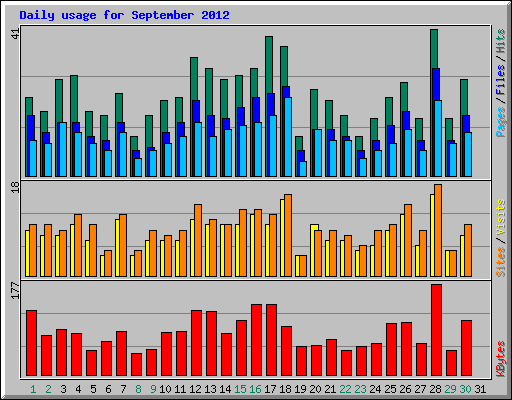 Daily usage for September 2012
41
Pages/Files/Hits
18
Sites/Visits
177
KBytes
1 2 3 4 5 6 7 8 9 10 11 12 13 14 15 16 17 18 19 20 21 22 23 24 25 26 27 28 29 30 31